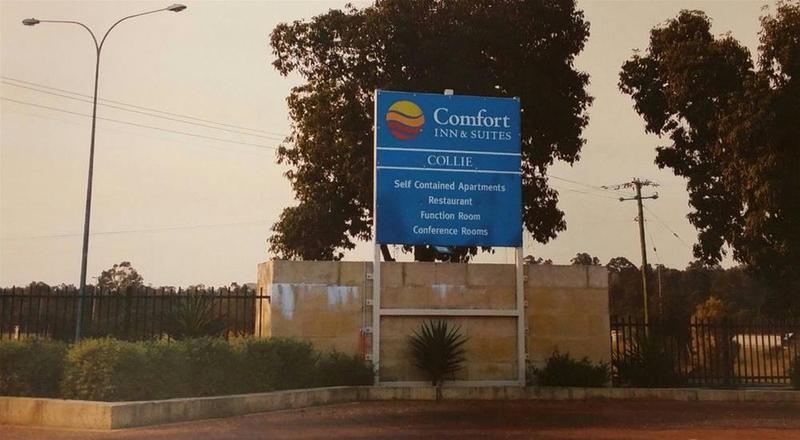 Comfort
INN & SUITES
COLLIE
Self Contained Apartments
Restaurant
Function Room
Conference Rooms